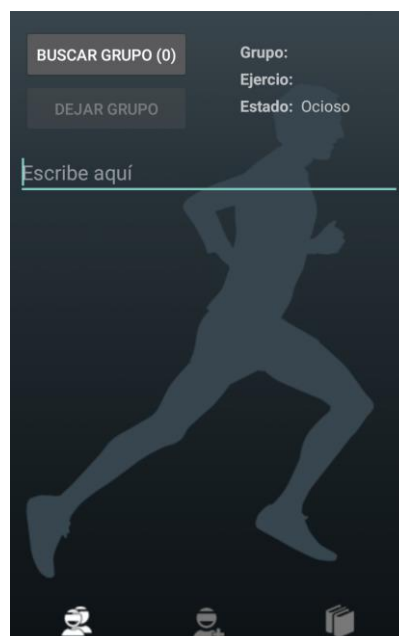 BUSCAR GRUPO (0)
DEJAR GRUPO
Grupo:
Ejercio:
Estado: Ocioso
Escribe aquí